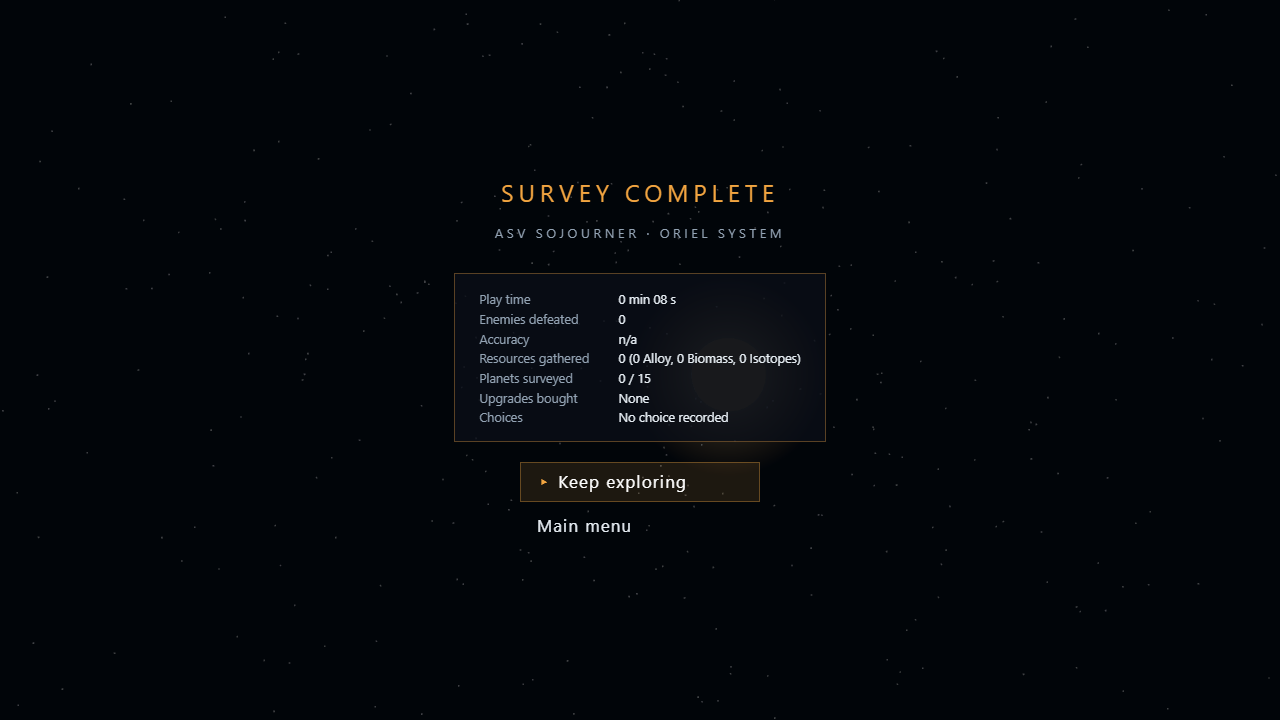 SURVEY COMPLETE
ASV SOJOURNER · ORIEL SYSTEM
Play time 0 min 08 s
Enemies defeated 0
Accuracy n/a
Resources gathered 0 (0 Alloy, 0 Biomass, 0 Isotopes)
Planets surveyed 0 / 15
Upgrades bought None
Choices No choice recorded
▸ Keep exploring
Main menu